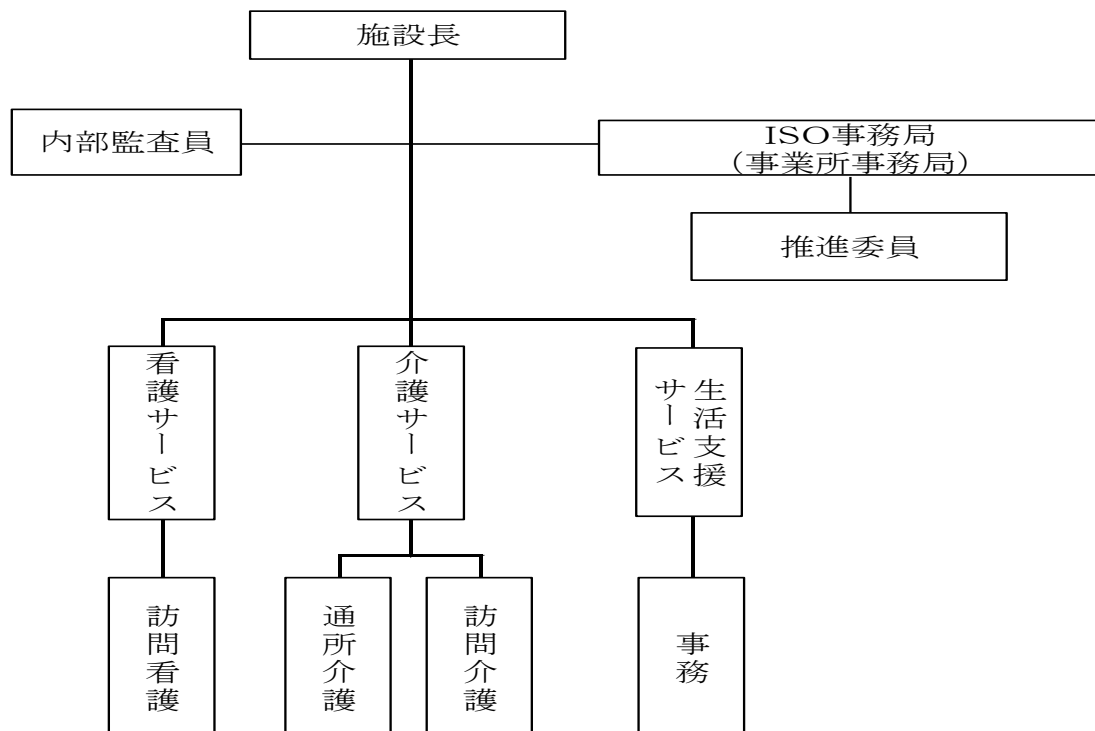 施設長
内部監査員
ISO事務局
（事業所事務局）
推進委員
看護サービス
介護サービス
生活支援
サービス
訪問看護
通所介護
訪問介護
事務